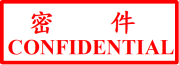 密 件
CONFIDENTIAL